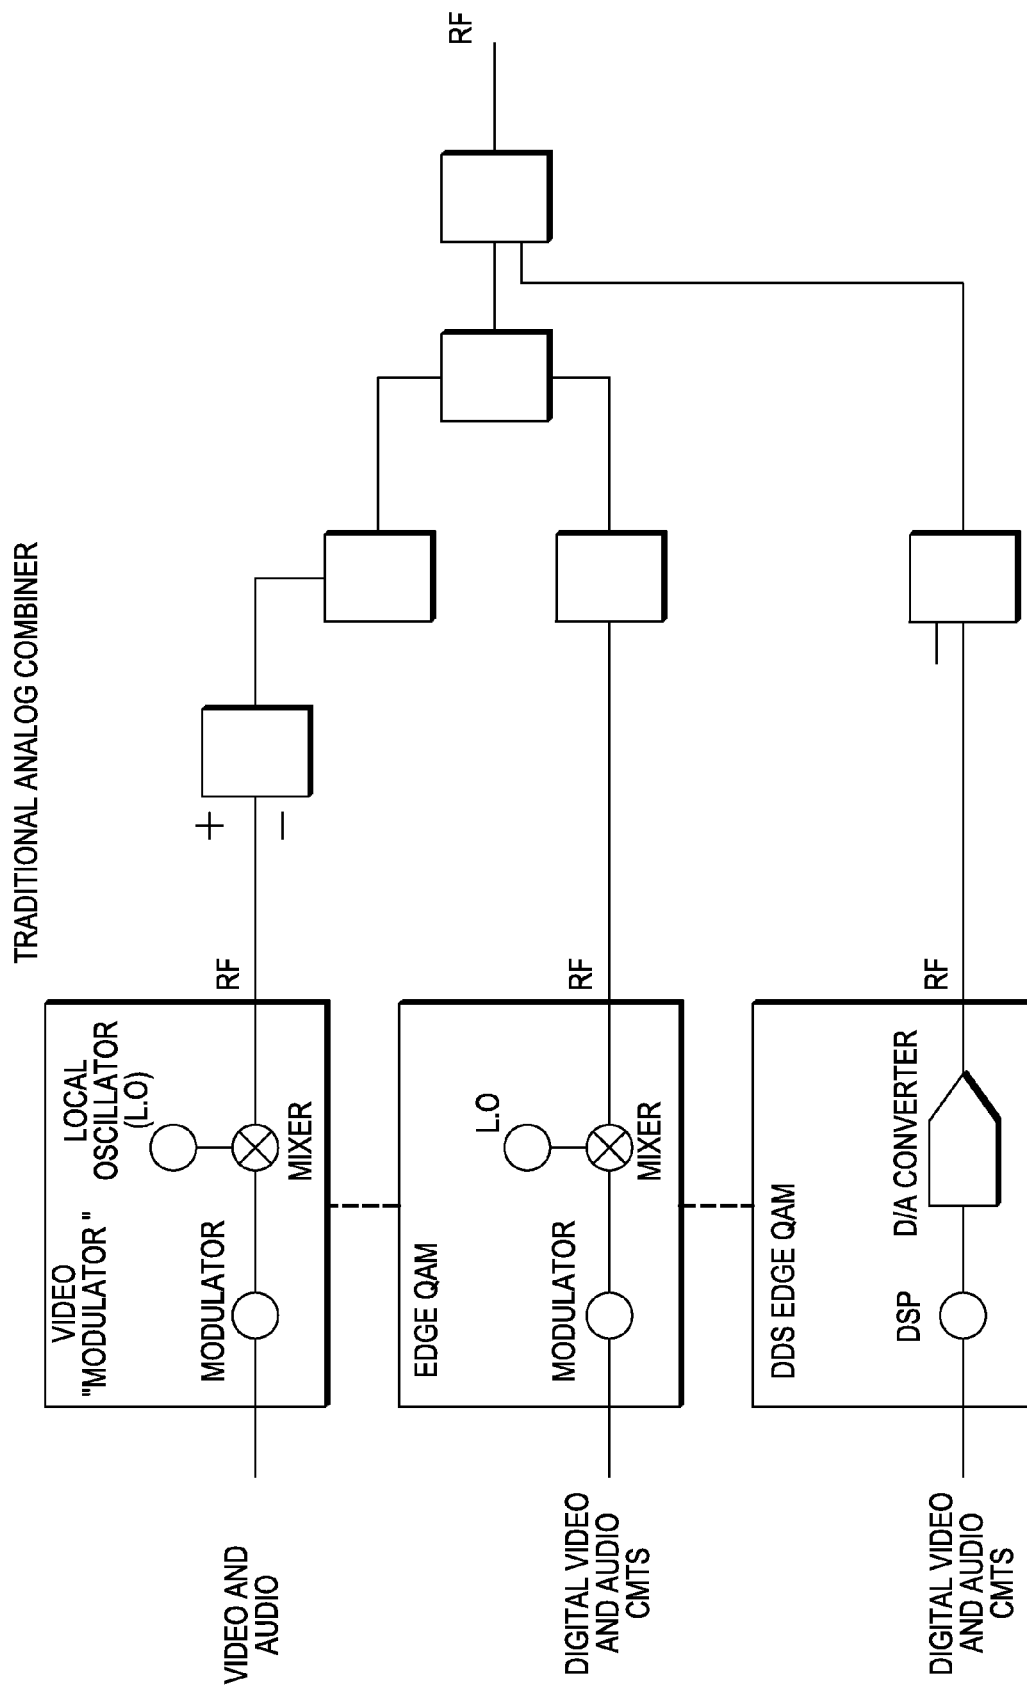 TRADITIONAL ANALOG COMBINER
VIDEO AND
AUDIO
VIDEO
"MODULATOR"
MODULATOR
LOCAL
OSCILLATOR
(L.O)
MIXER
RF
+
−
DIGITAL VIDEO
AND AUDIO
CMTS
EDGE QAM
MODULATOR
L.O
MIXER
RF
DIGITAL VIDEO
AND AUDIO
CMTS
DDS EDGE QAM
DSP
D/A CONVERTER
RF
RF